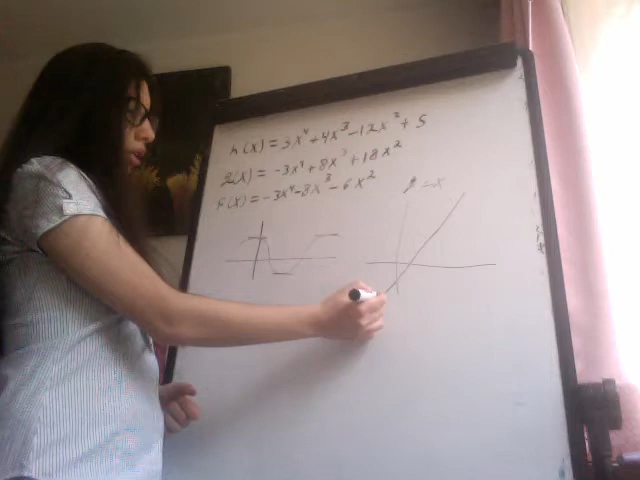 h(x) = 3x⁴ + 4x³ - 12x² + 5
g(x) = -3x⁴ + 8x³ + 18x²
f(x) = -3x⁴ - 8x³ - 6x²